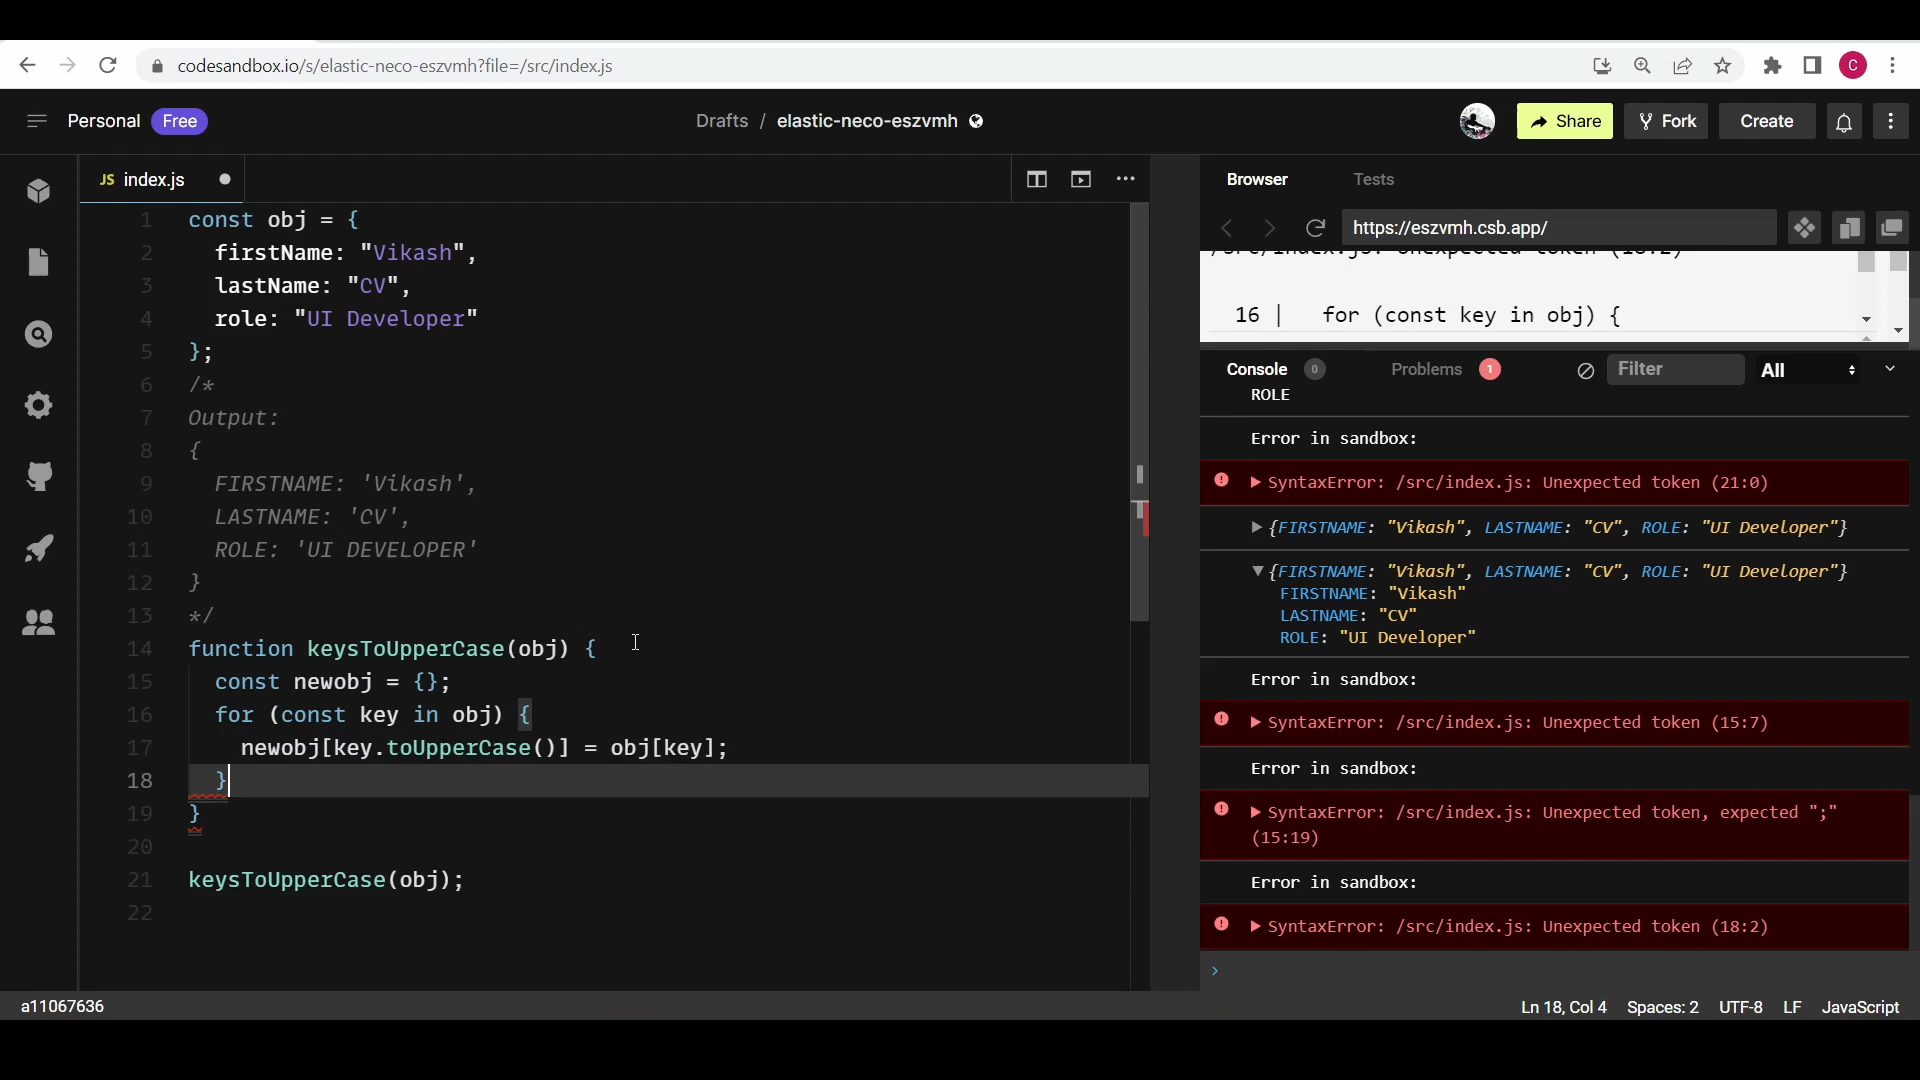 codesandbox.io/s/elastic-neco-eszvmh?file=/src/index.js
C
Personal Free
Drafts / elastic-neco-eszvmh
Share
Fork
Create
JS index.js
1 const obj = {
2 firstName: "Vikash",
3 lastName: "CV",
4 role: "UI Developer"
5 };
6 /*
7 Output:
8 {
9 FIRSTNAME: 'Vikash',
10 LASTNAME: 'CV',
11 ROLE: 'UI DEVELOPER'
12 }
13 */
14 function keysToUpperCase(obj) {
15 const newobj = {};
16 for (const key in obj) {
17 newobj[key.toUpperCase()] = obj[key];
18 }
19 }
20
21 keysToUpperCase(obj);
22
Browser Tests
https://eszvmh.csb.app/
/src/index.js: Unexpected token (18:2)
16 | for (const key in obj) {
Console 0 Problems 1 Filter All
ROLE
Error in sandbox:
SyntaxError: /src/index.js: Unexpected token (21:0)
{FIRSTNAME: "Vikash", LASTNAME: "CV", ROLE: "UI Developer"}
{FIRSTNAME: "Vikash", LASTNAME: "CV", ROLE: "UI Developer"}
FIRSTNAME: "Vikash"
LASTNAME: "CV"
ROLE: "UI Developer"
Error in sandbox:
SyntaxError: /src/index.js: Unexpected token (15:7)
Error in sandbox:
SyntaxError: /src/index.js: Unexpected token, expected ";"
(15:19)
Error in sandbox:
SyntaxError: /src/index.js: Unexpected token (18:2)
›
a11067636
Ln 18, Col 4 Spaces: 2 UTF-8 LF JavaScript